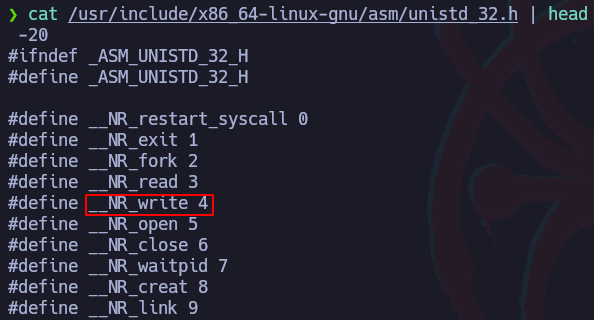 ❯ cat /usr/include/x86_64-linux-gnu/asm/unistd_32.h | head
-20
#ifndef _ASM_UNISTD_32_H
#define _ASM_UNISTD_32_H
#define __NR_restart_syscall 0
#define __NR_exit 1
#define __NR_fork 2
#define __NR_read 3
#define __NR_write 4
#define __NR_open 5
#define __NR_close 6
#define __NR_waitpid 7
#define __NR_creat 8
#define __NR_link 9